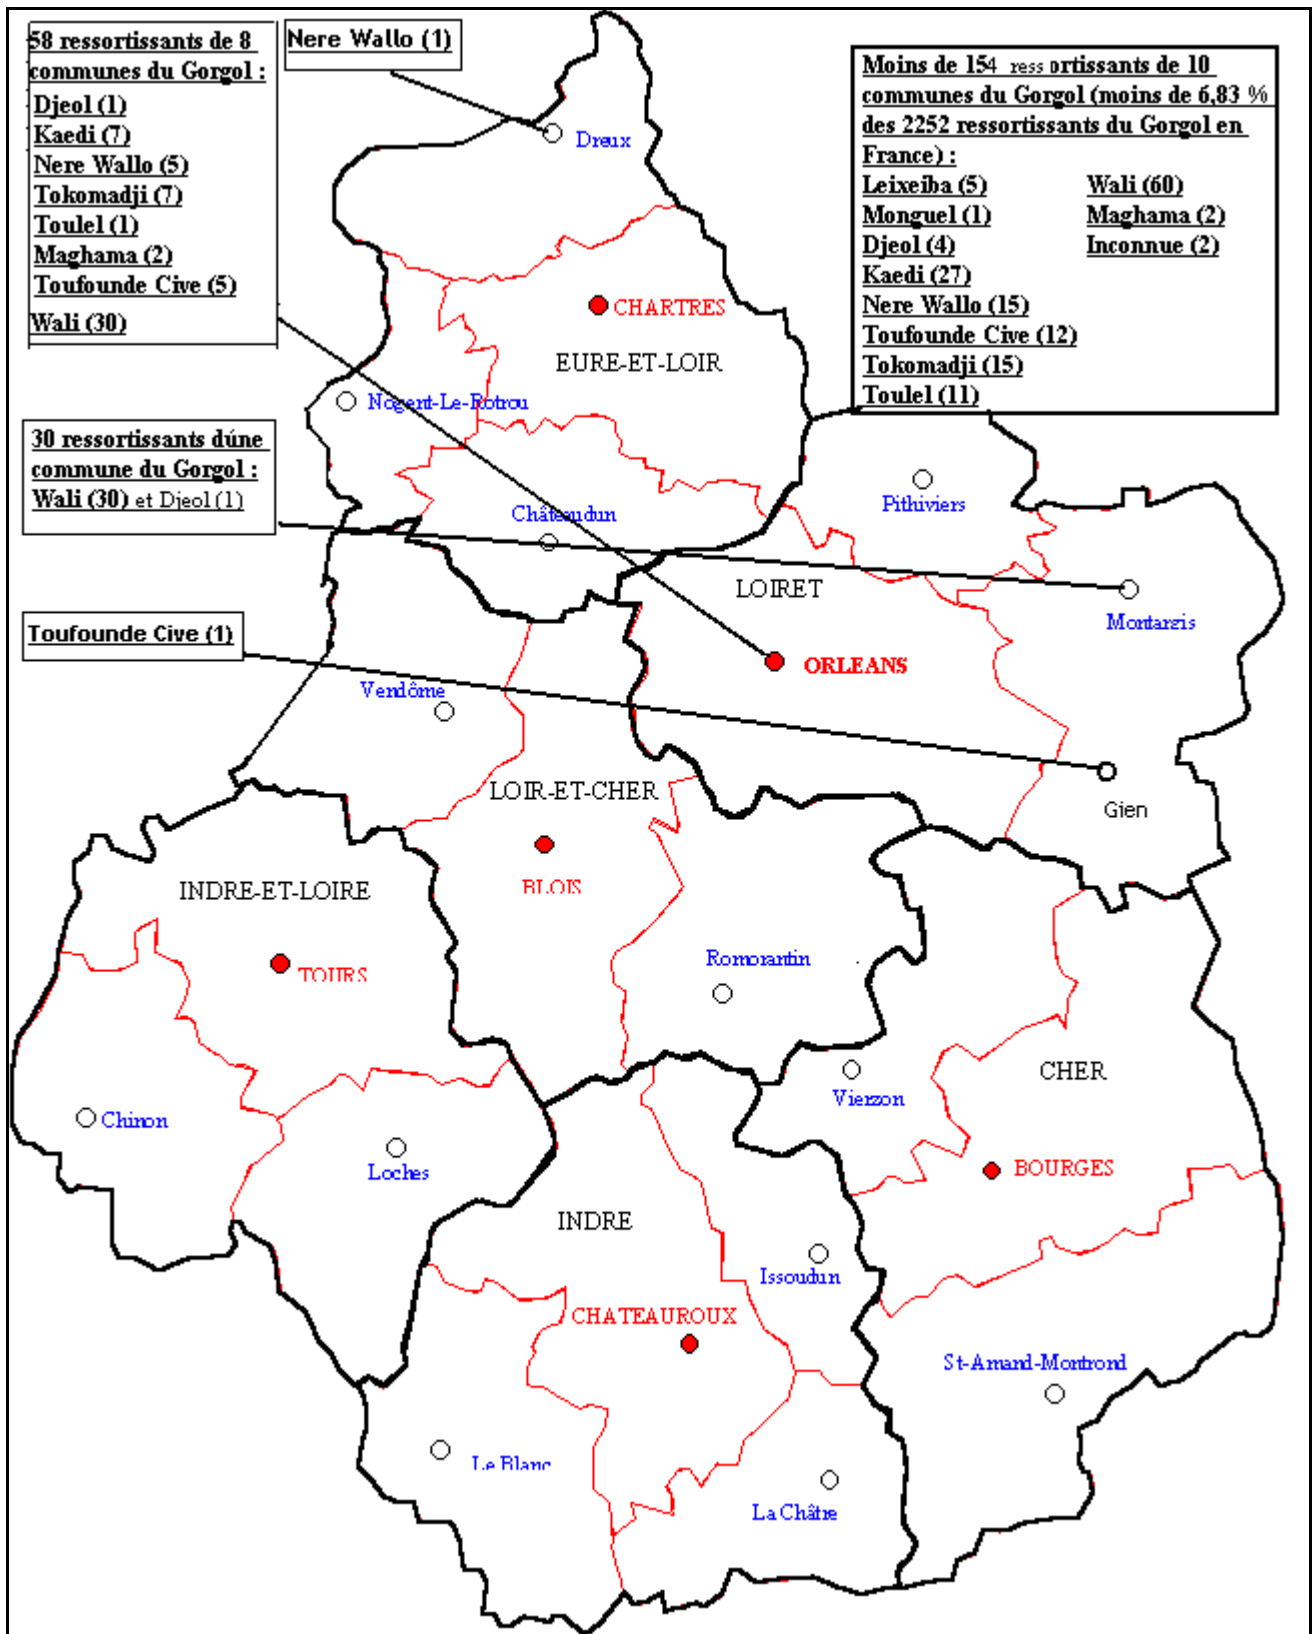 58 ressortissants de 8
communes du Gorgol :
Djeol (1)
Kaedi (7)
Nere Wallo (5)
Tokomadji (7)
Toulel (1)
Maghama (2)
Toufounde Cive (5)
Wali (30)
Nere Wallo (1)
Moins de 154 ress ortissants de 10
communes du Gorgol (moins de 6,83 %
des 2252 ressortissants du Gorgol en
France) :
Leixeiba (5)
Monguel (1)
Djeol (4)
Kaedi (27)
Nere Wallo (15)
Toufounde Cive (12)
Tokomadji (15)
Toulel (11)
Wali (60)
Maghama (2)
Inconnue (2)
Dreux
CHARTRES
EURE-ET-LOIR
Nogent-Le-Rotrou
30 ressortissants dúne
commune du Gorgol :
Wali (30) et Djeol (1)
Châteaudun
Pithiviers
LOIRET
Montargis
Toufounde Cive (1)
ORLEANS
Vendôme
LOIR-ET-CHER
Gien
BLOIS
INDRE-ET-LOIRE
TOURS
Romorantin
Vierzon
CHER
Chinon
Loches
BOURGES
INDRE
Issoudun
CHATEAUROUX
St-Amand-Montrond
Le Blanc
La Châtre